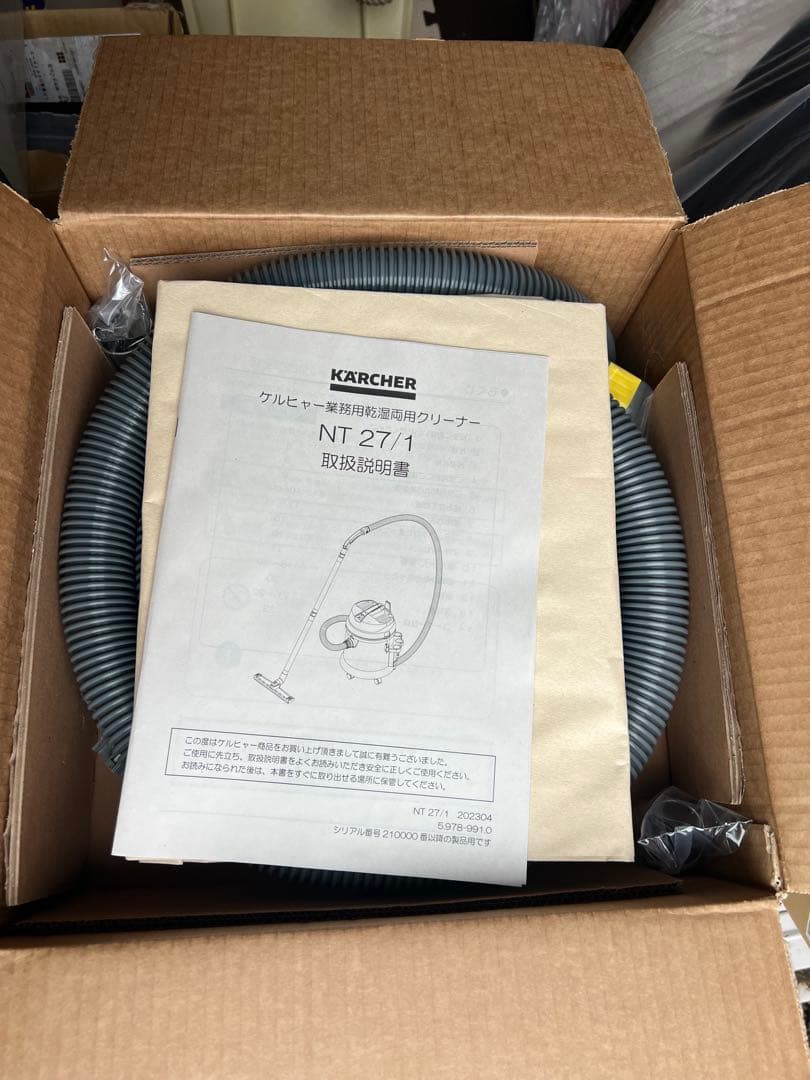 KÄRCHER
ケルヒャー業務用乾湿両用クリーナー
NT 27/1
取扱説明書
この度はケルヒャー商品をお買い上げ頂きまして誠に有難うございました。
ご使用に先立ち、取扱説明書をよくお読みいただき安全に正しくご使用ください。
お読みになられた後は、本書をすぐに取り出せる場所に保管してください。
NT 27/1 202304
5.978-991.0
シリアル番号 210000 番以降の製品用です